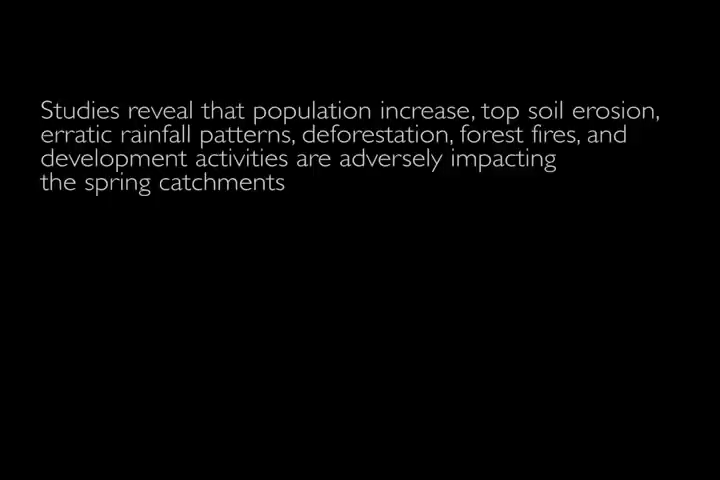 Studies reveal that population increase, top soil erosion,
erratic rainfall patterns, deforestation, forest fires, and
development activities are adversely impacting
the spring catchments